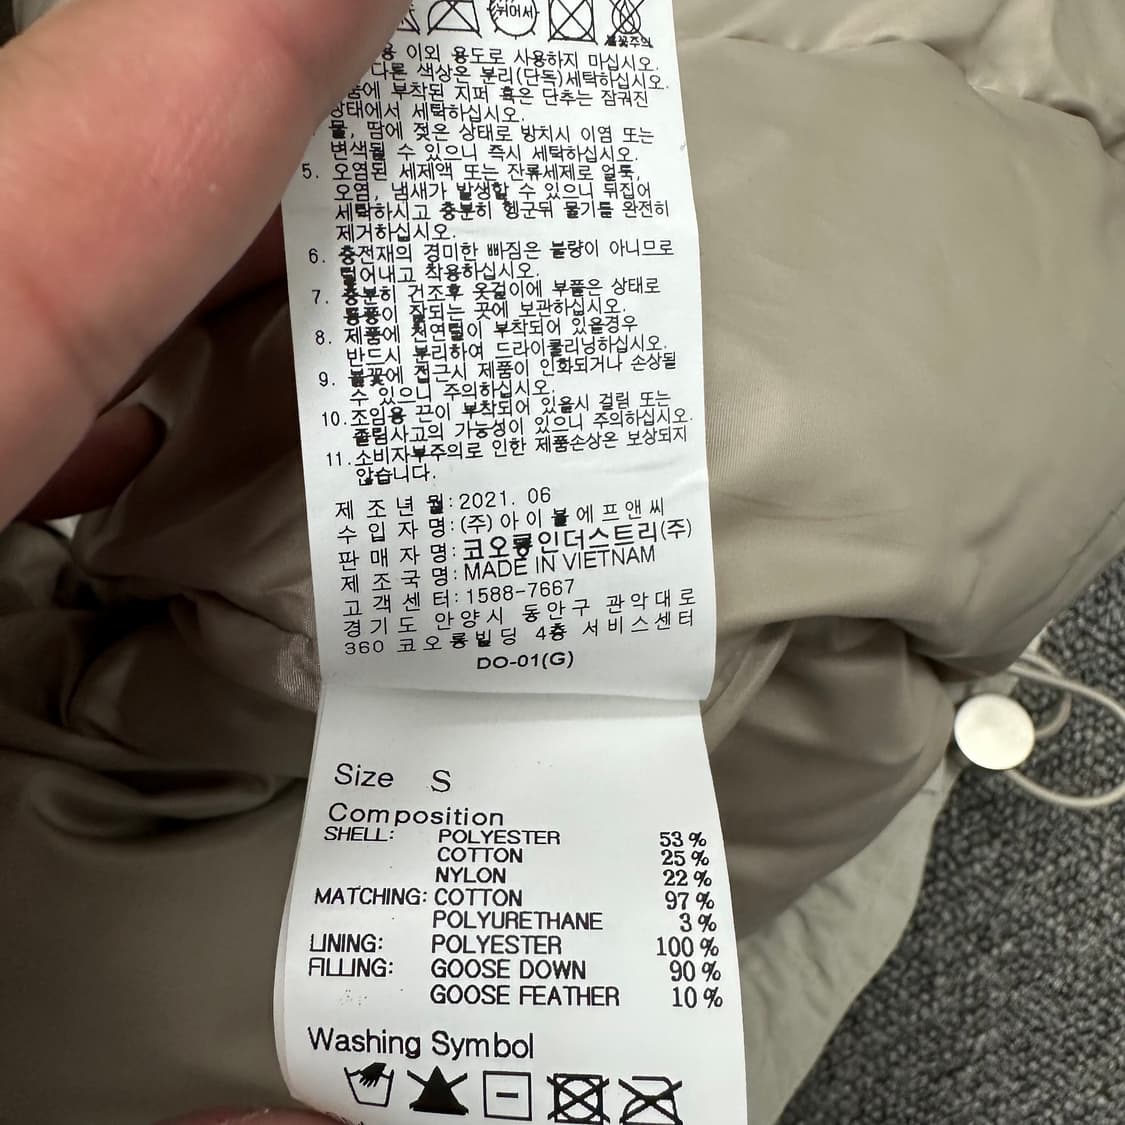 뒤어서
불꽃주의
용 이외 용도로 사용하지 마십시오.
다른 색상은 분리(단독)세탁하십시오.
품에 부착된 지퍼 혹은 단추는 잠궈진
상태에서 세탁하십시오.
물, 땀에 젖은 상태로 방치시 이염 또는
변색될 수 있으니 즉시 세탁하십시오.
5. 오염된 세제액 또는 잔류세제로 얼룩,
오염, 냄새가 발생할 수 있으니 뒤집어
세탁하시고 충분히 헹군뒤 물기를 완전히
제거하십시오.
6. 충전재의 경미한 빠짐은 불량이 아니므로
털어내고 착용하십시오.
7. 충분히 건조후 옷걸이에 부풀은 상태로
통풍이 잘되는 곳에 보관하십시오.
8. 제품에 천연털이 부착되어 있을경우
반드시 분리하여 드라이클리닝하십시오.
9. 불꽃에 접근시 제품이 인화되거나 손상될
수 있으니 주의하십시오.
10. 조임용 끈이 부착되어 있을시 걸림 또는
졸림사고의 가능성이 있으니 주의하십시오.
11. 소비자부주의로 인한 제품손상은 보상되지
않습니다.
제 조 년 월: 2021. 06
수 입 자 명: (주) 아 이 블 에 프 앤 씨
판 매 자 명: 코오롱인더스트리(주)
제 조 국 명: MADE IN VIETNAM
고 객 센 터: 1588-7667
경 기 도 안 양 시 동 안 구 관 악 대 로
360 코 오 롱 빌 딩 4층 서 비 스 센 터
DO-01(G)
Size S
Composition
SHELL: POLYESTER 53 %
COTTON 25 %
NYLON 22 %
MATCHING: COTTON 97 %
POLYURETHANE 3 %
LINING: POLYESTER 100 %
FILLING: GOOSE DOWN 90 %
GOOSE FEATHER 10 %
Washing Symbol